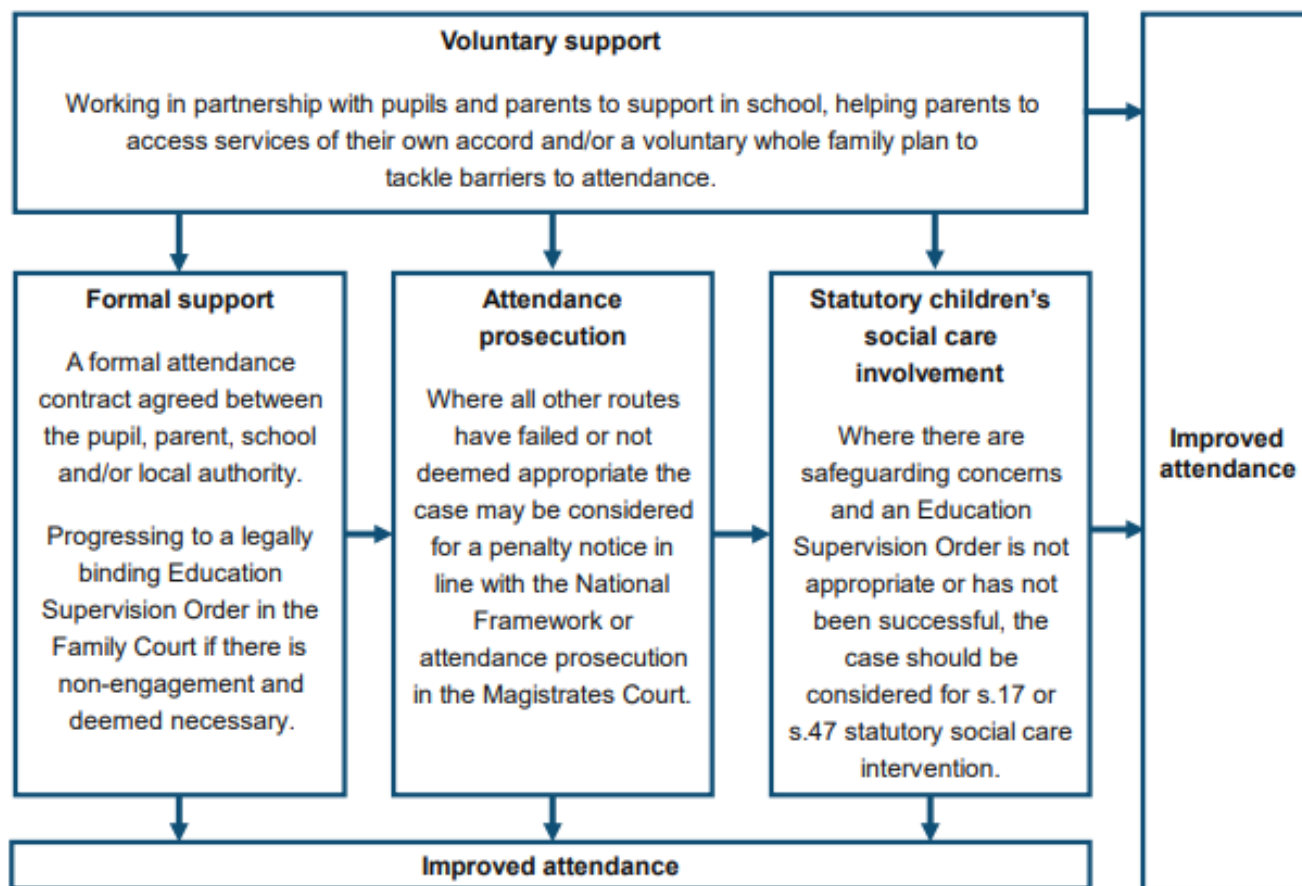 Voluntary support
Working in partnership with pupils and parents to support in school, helping parents to
access services of their own accord and/or a voluntary whole family plan to
tackle barriers to attendance.
Formal support
A formal attendance
contract agreed between
the pupil, parent, school
and/or local authority.
Progressing to a legally
binding Education
Supervision Order in the
Family Court if there is
non-engagement and
deemed necessary.
Attendance
prosecution
Where all other routes
have failed or not
deemed appropriate the
case may be considered
for a penalty notice in
line with the National
Framework or
attendance prosecution
in the Magistrates Court.
Statutory children's
social care
involvement
Where there are
safeguarding concerns
and an Education
Supervision Order is not
appropriate or has not
been successful, the
case should be
considered for s.17 or
s.47 statutory social care
intervention.
Improved
attendance
Improved attendance